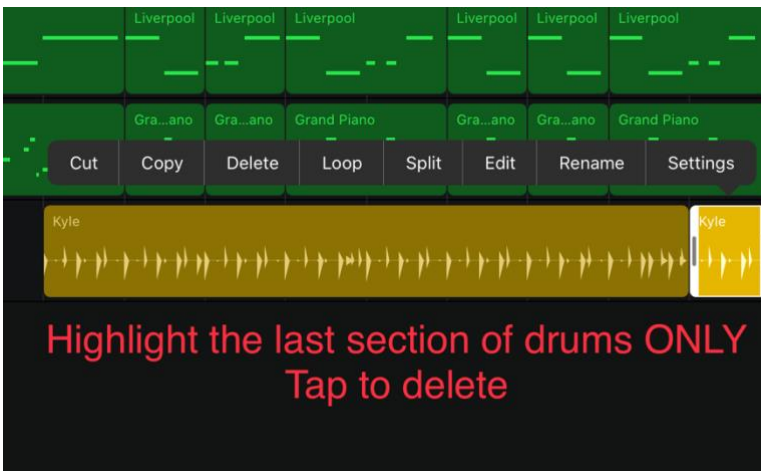 Liverpool Liverpool Liverpool Liverpool Liverpool Liverpool
Gra...ano Gra...ano Grand Piano Gra...ano Gra...ano Grand Piano
Cut Copy Delete Loop Split Edit Rename Settings
Kyle Kyle
Highlight the last section of drums ONLY
Tap to delete